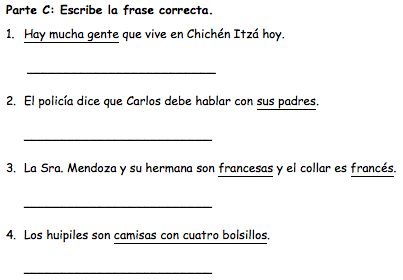 Parte C: Escribe la frase correcta.
1. Hay mucha gente que vive en Chichén Itzá hoy.
2. El policía dice que Carlos debe hablar con sus padres.
3. La Sra. Mendoza y su hermana son francesas y el collar es francés.
4. Los huipiles son camisas con cuatro bolsillos.